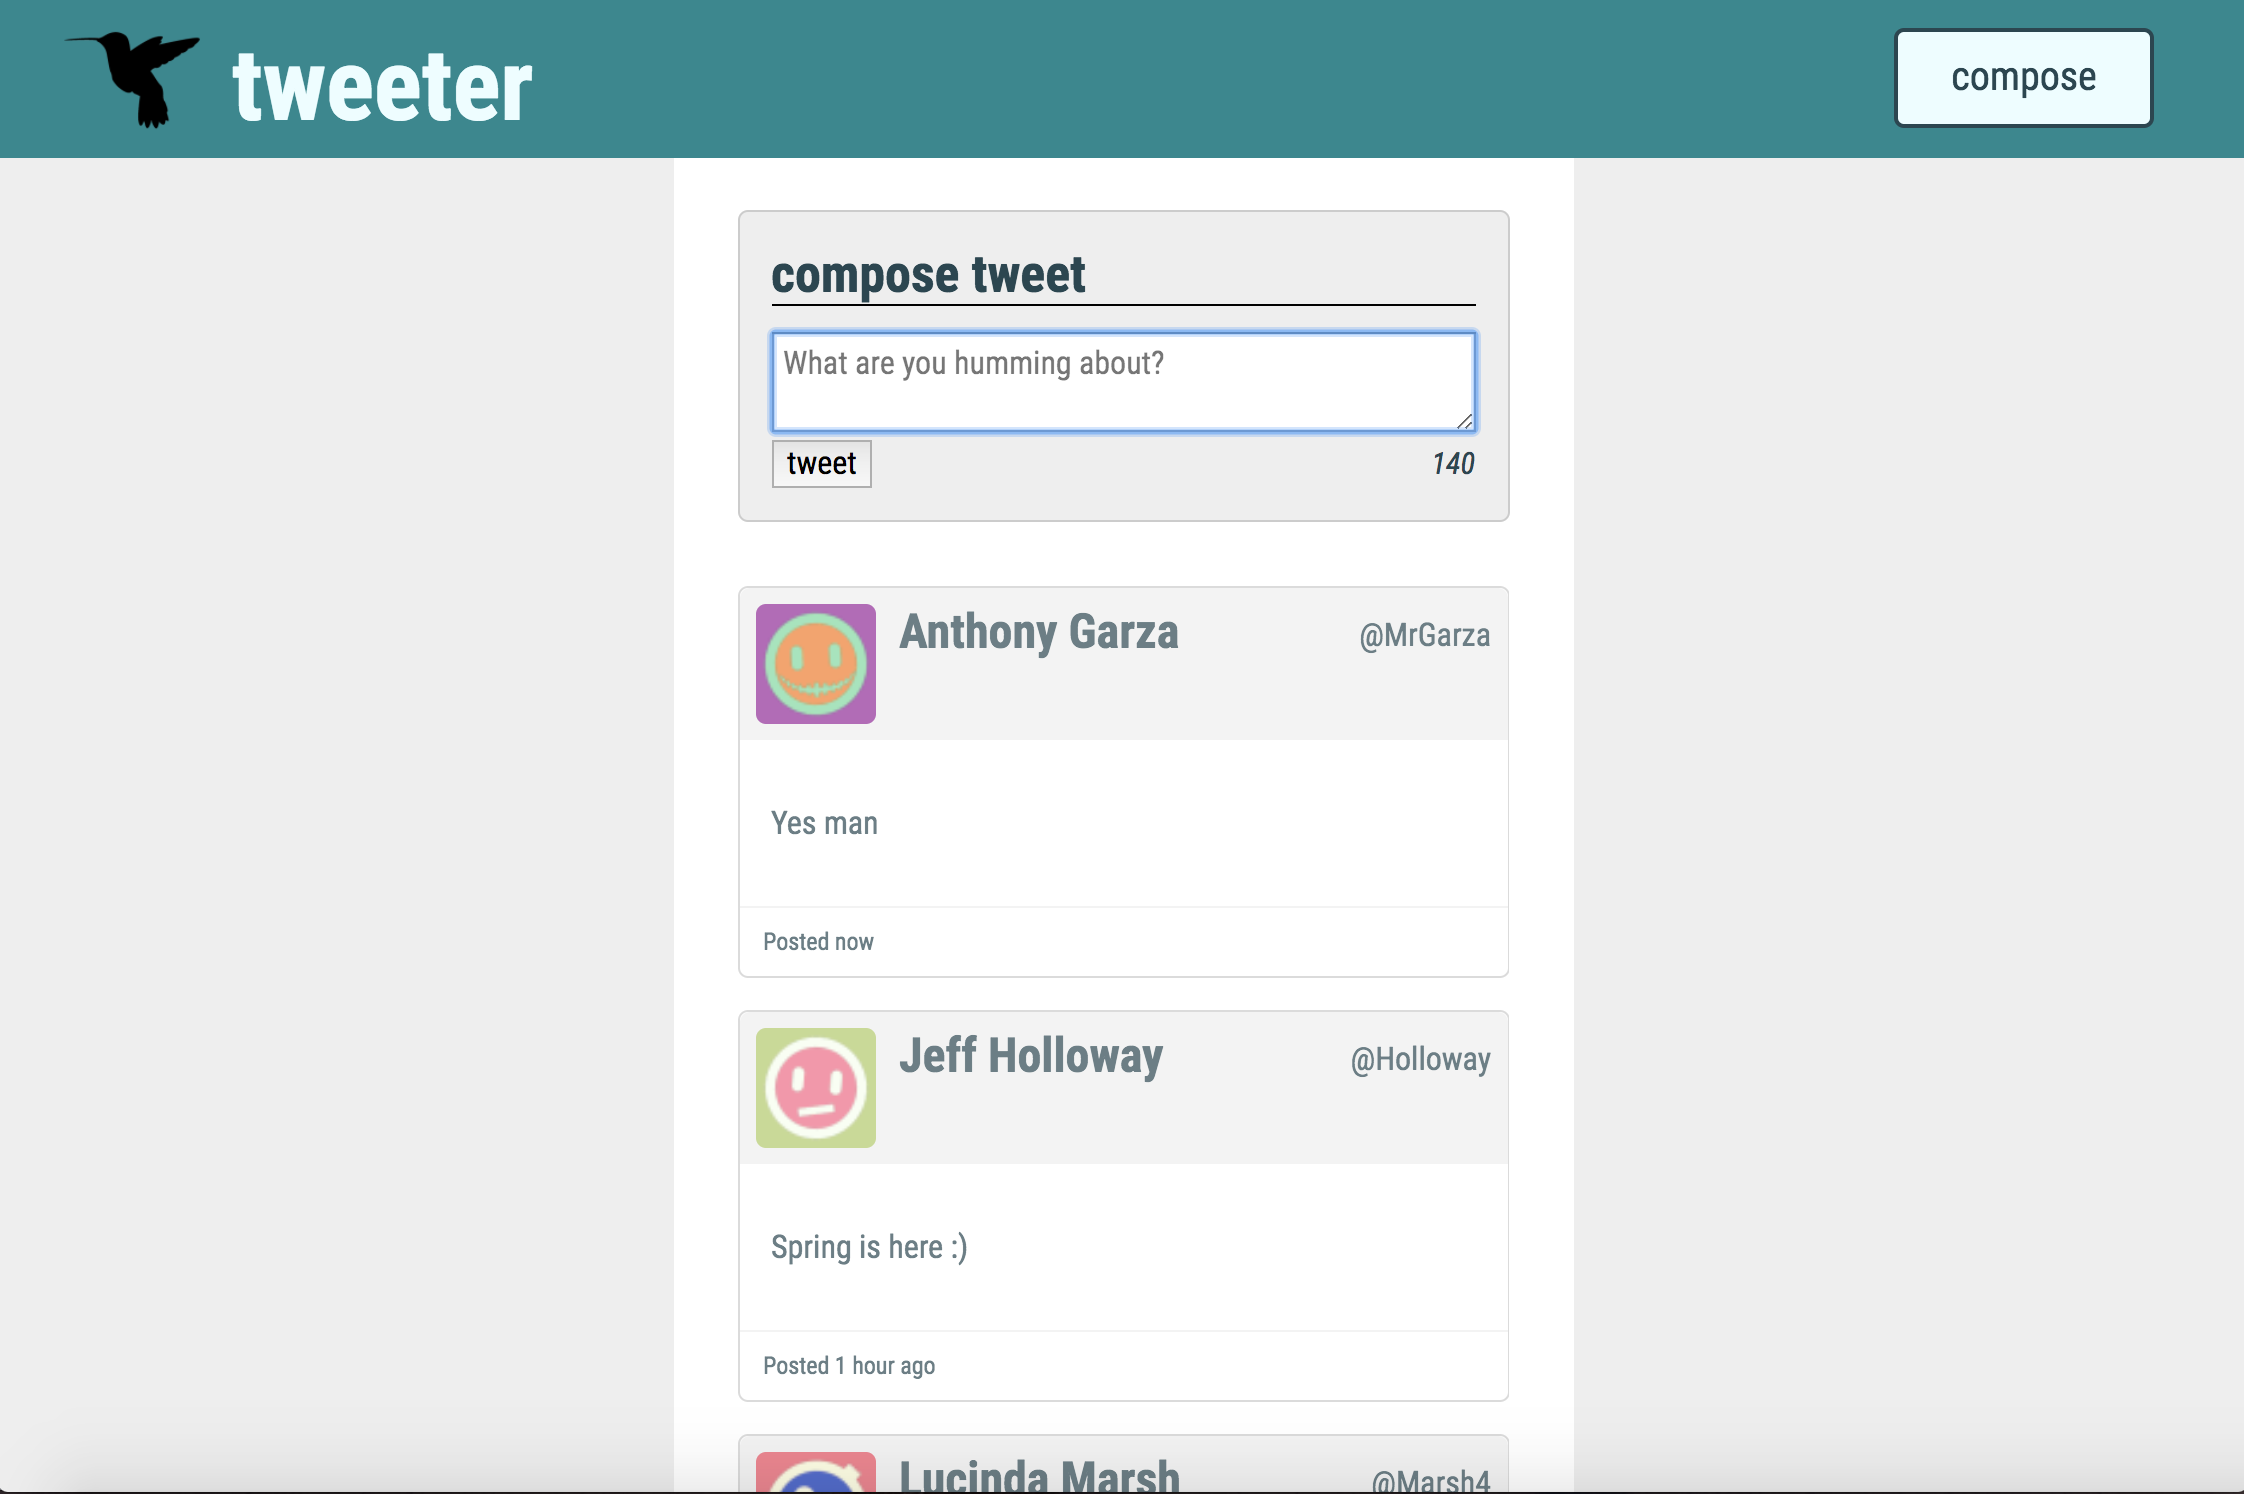 tweeter
compose
compose tweet
What are you humming about?
tweet
140
Anthony Garza
@MrGarza
Yes man
Posted now
Jeff Holloway
@Holloway
Spring is here :)
Posted 1 hour ago
Lucinda Marsh
@Marsh4